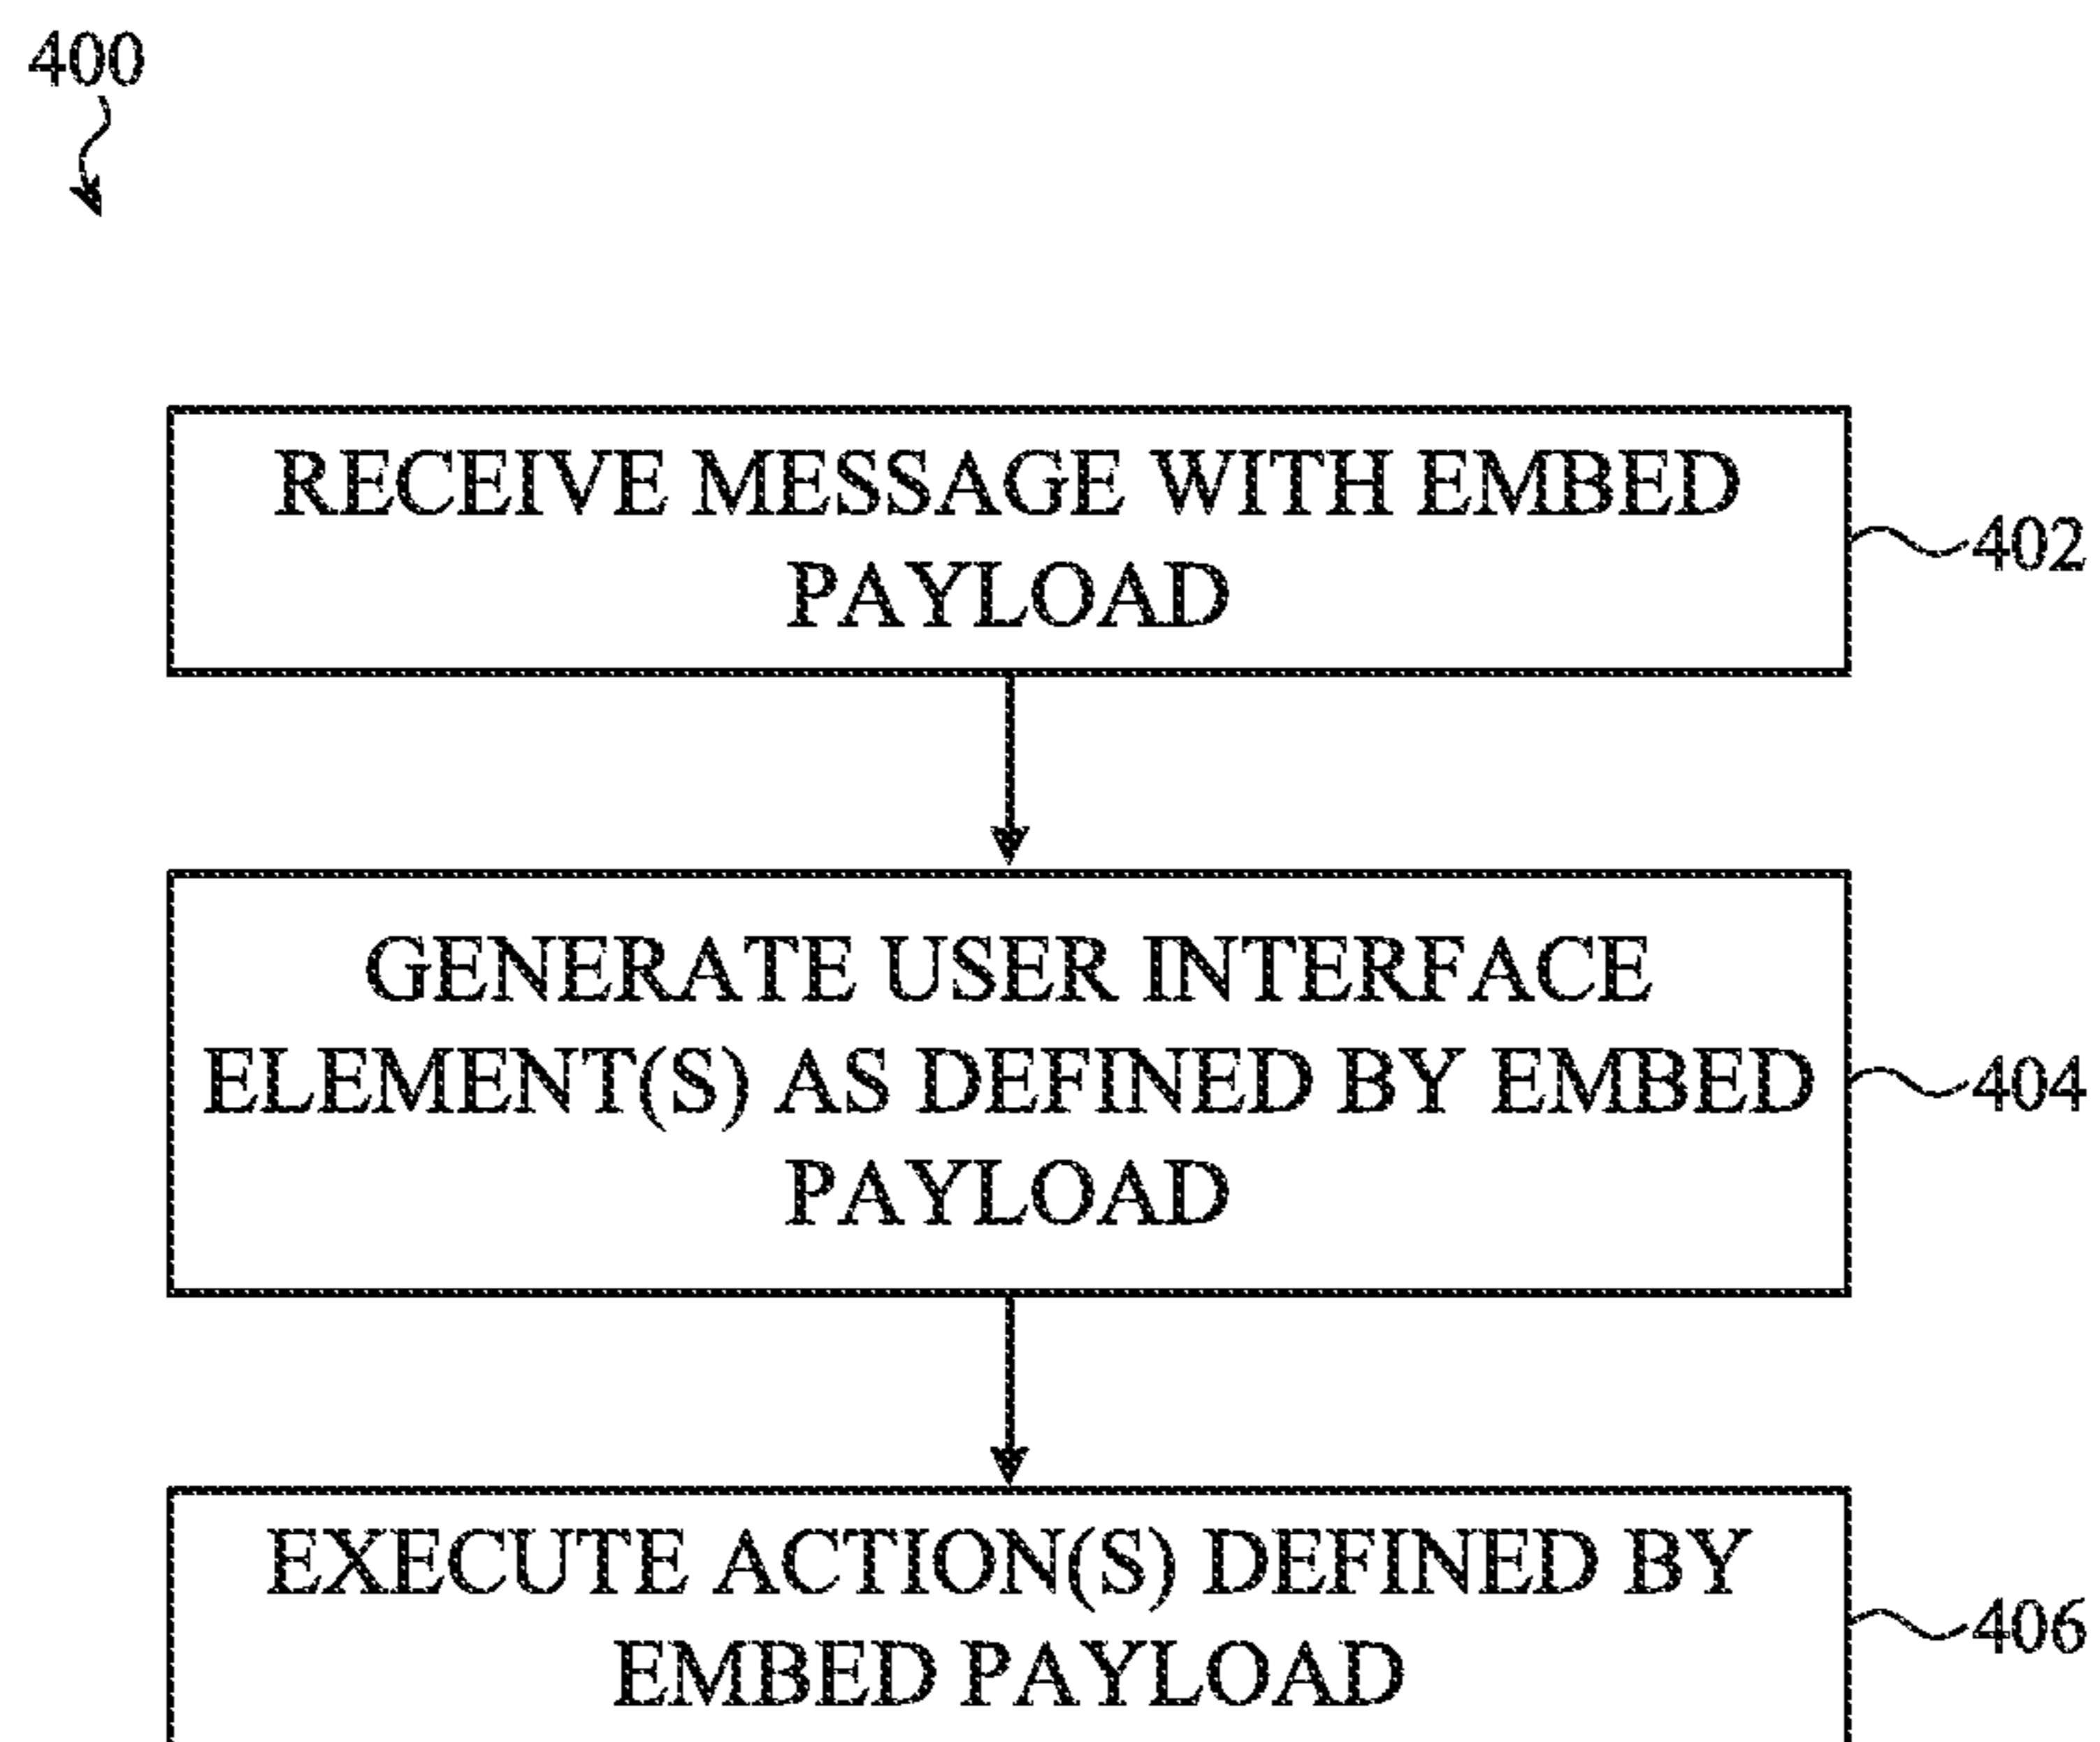 400
RECEIVE MESSAGE WITH EMBED
PAYLOAD
402
GENERATE USER INTERFACE
ELEMENT(S) AS DEFINED BY EMBED
PAYLOAD
404
EXECUTE ACTION(S) DEFINED BY
EMBED PAYLOAD
406